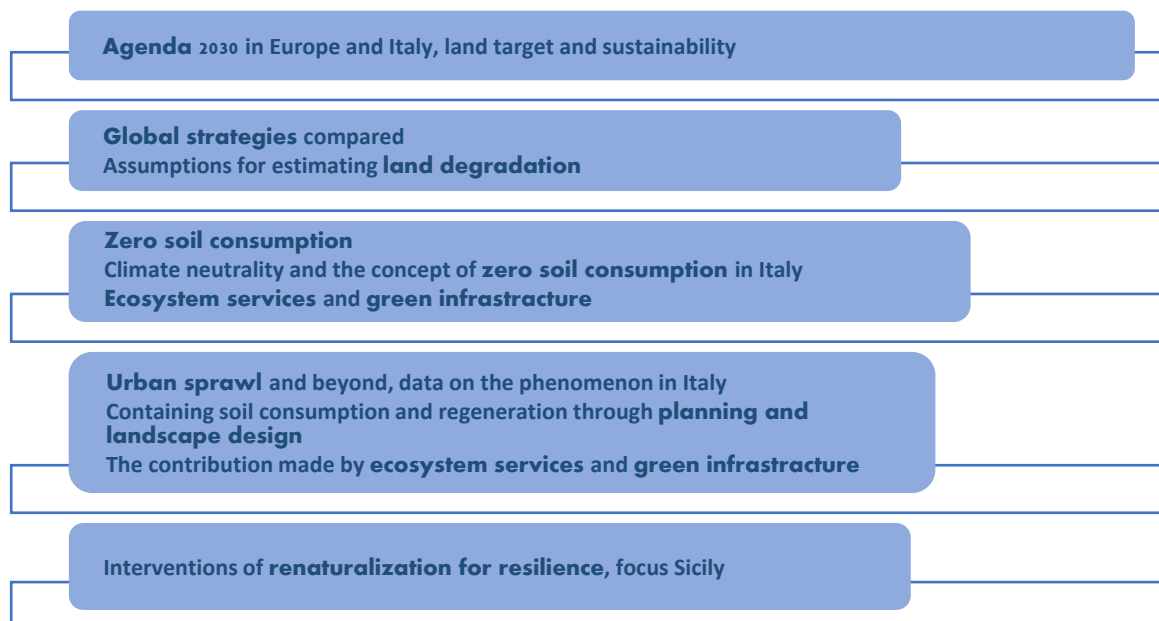 Agenda 2030 in Europe and Italy, land target and sustainability
Global strategies compared
Assumptions for estimating land degradation
Zero soil consumption
Climate neutrality and the concept of zero soil consumption in Italy
Ecosystem services and green infrastracture
Urban sprawl and beyond, data on the phenomenon in Italy
Containing soil consumption and regeneration through planning and
landscape design
The contribution made by ecosystem services and green infrastracture
Interventions of renaturalization for resilience, focus Sicily